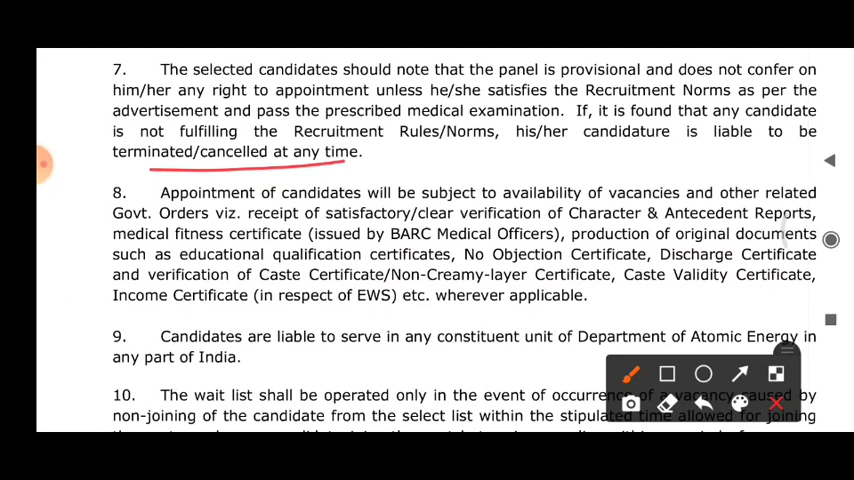 7. The selected candidates should note that the panel is provisional and does not confer on
him/her any right to appointment unless he/she satisfies the Recruitment Norms as per the
advertisement and pass the prescribed medical examination. If, it is found that any candidate
is not fulfilling the Recruitment Rules/Norms, his/her candidature is liable to be
terminated/cancelled at any time.
8. Appointment of candidates will be subject to availability of vacancies and other related
Govt. Orders viz. receipt of satisfactory/clear verification of Character & Antecedent Reports,
medical fitness certificate (issued by BARC Medical Officers), production of original documents
such as educational qualification certificates, No Objection Certificate, Discharge Certificate
and verification of Caste Certificate/Non-Creamy-layer Certificate, Caste Validity Certificate,
Income Certificate (in respect of EWS) etc. wherever applicable.
9. Candidates are liable to serve in any constituent unit of Department of Atomic Energy in
any part of India.
10. The wait list shall be operated only in the event of occurrence of a vacancy caused by
non-joining of the candidate from the select list within the stipulated time allowed for joining